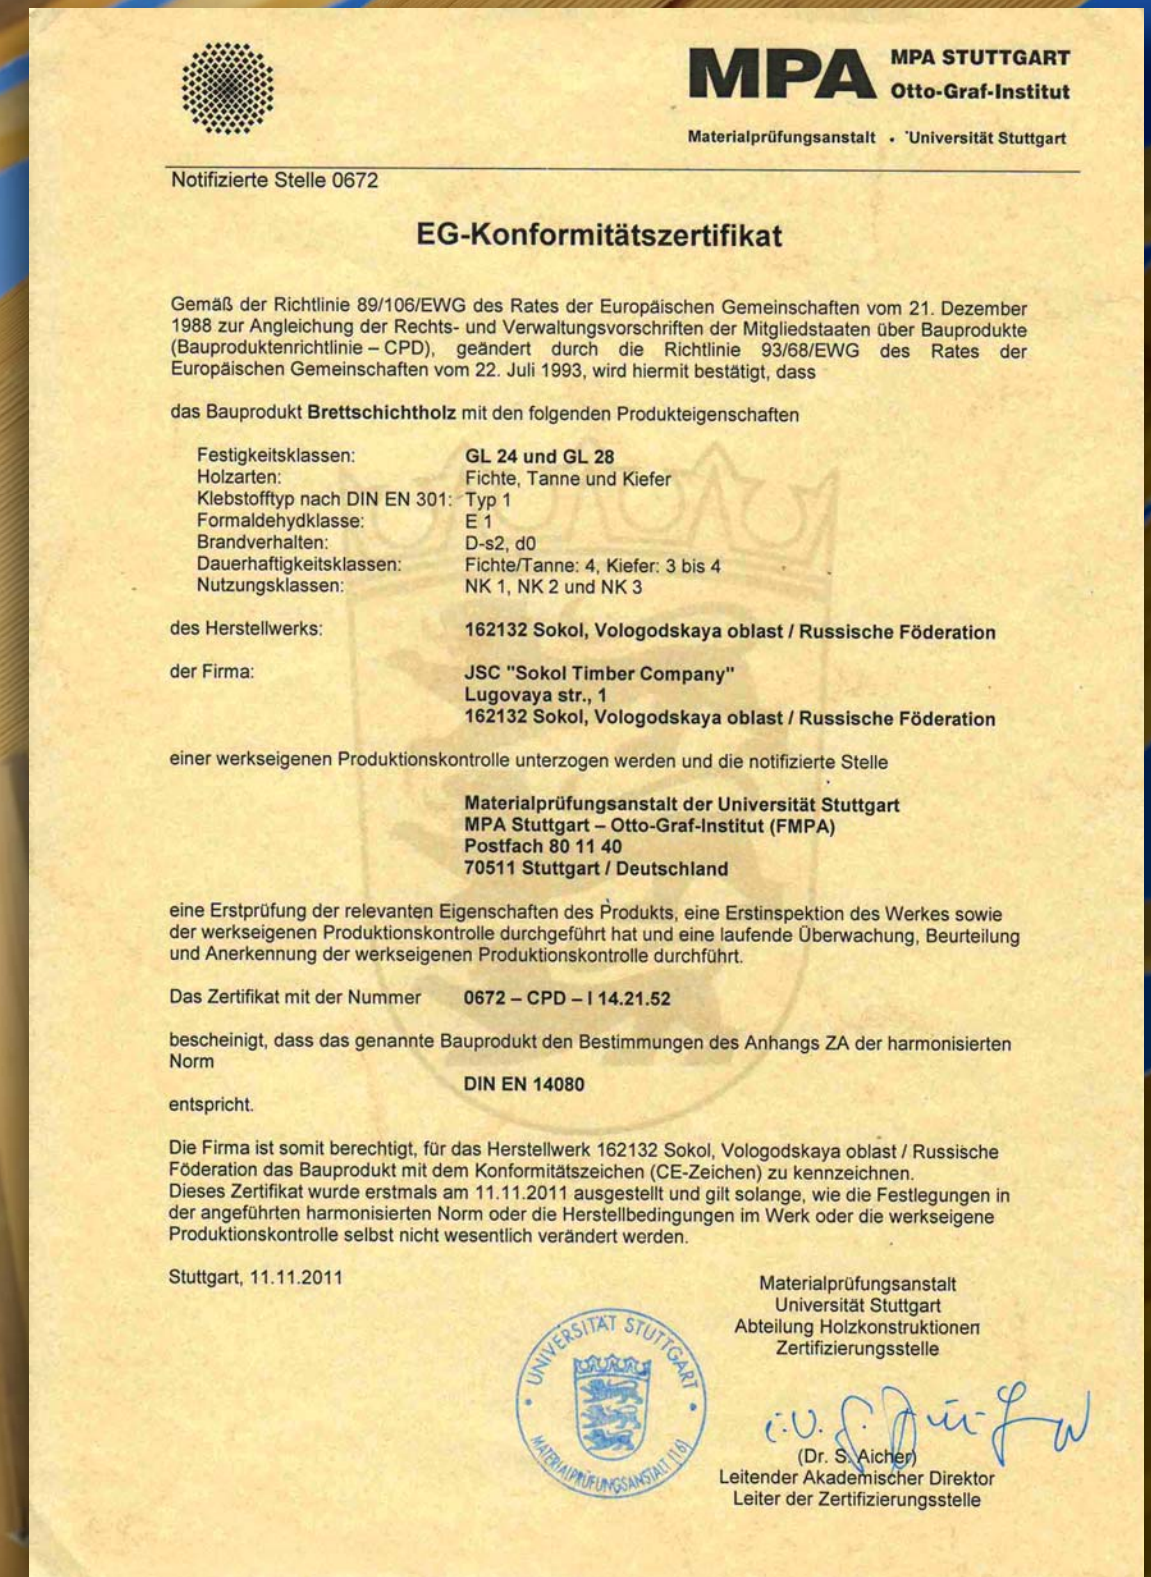 MPA
MPA STUTTGART
Otto-Graf-Institut
Materialprüfungsanstalt • Universität Stuttgart
Notifizierte Stelle 0672
EG-Konformitätszertifikat
Gemäß der Richtlinie 89/106/EWG des Rates der Europäischen Gemeinschaften vom 21. Dezember
1988 zur Angleichung der Rechts- und Verwaltungsvorschriften der Mitgliedstaaten über Bauprodukte
(Bauproduktenrichtlinie – CPD), geändert durch die Richtlinie 93/68/EWG des Rates der
Europäischen Gemeinschaften vom 22. Juli 1993, wird hiermit bestätigt, dass
das Bauprodukt Brettschichtholz mit den folgenden Produkteigenschaften
Festigkeitsklassen: GL 24 und GL 28
Holzarten: Fichte, Tanne und Kiefer
Klebstofftyp nach DIN EN 301: Typ 1
Formaldehydklasse: E 1
Brandverhalten: D-s2, d0
Dauerhaftigkeitsklassen: Fichte/Tanne: 4, Kiefer: 3 bis 4
Nutzungsklassen: NK 1, NK 2 und NK 3
des Herstellwerks: 162132 Sokol, Vologodskaya oblast / Russische Föderation
der Firma: JSC "Sokol Timber Company"
Lugovaya str., 1
162132 Sokol, Vologodskaya oblast / Russische Föderation
einer werkseigenen Produktionskontrolle unterzogen werden und die notifizierte Stelle
Materialprüfungsanstalt der Universität Stuttgart
MPA Stuttgart – Otto-Graf-Institut (FMPA)
Postfach 80 11 40
70511 Stuttgart / Deutschland
eine Erstprüfung der relevanten Eigenschaften des Produkts, eine Erstinspektion des Werkes sowie
der werkseigenen Produktionskontrolle durchgeführt hat und eine laufende Überwachung, Beurteilung
und Anerkennung der werkseigenen Produktionskontrolle durchführt.
Das Zertifikat mit der Nummer 0672 – CPD – I 14.21.52
bescheinigt, dass das genannte Bauprodukt den Bestimmungen des Anhangs ZA der harmonisierten
Norm
DIN EN 14080
entspricht.
Die Firma ist somit berechtigt, für das Herstellwerk 162132 Sokol, Vologodskaya oblast / Russische
Föderation das Bauprodukt mit dem Konformitätszeichen (CE-Zeichen) zu kennzeichnen.
Dieses Zertifikat wurde erstmals am 11.11.2011 ausgestellt und gilt solange, wie die Festlegungen in
der angeführten harmonisierten Norm oder die Herstellbedingungen im Werk oder die werkseigene
Produktionskontrolle selbst nicht wesentlich verändert werden.
Stuttgart, 11.11.2011
Materialprüfungsanstalt
Universität Stuttgart
Abteilung Holzkonstruktionen
Zertifizierungsstelle
UNIVERSITÄT STUTTGART
MATERIALPRÜFUNGSANSTALT (16)
i.V.
(Dr. S. Aicher)
Leitender Akademischer Direktor
Leiter der Zertifizierungsstelle